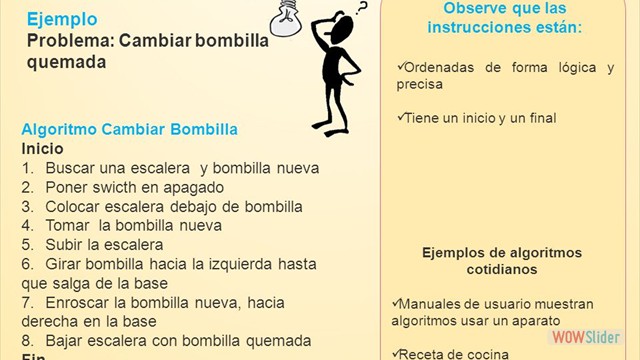 Ejemplo
Problema: Cambiar bombilla
quemada
?
Algoritmo Cambiar Bombilla
Inicio
1. Buscar una escalera y bombilla nueva
2. Poner swicth en apagado
3. Colocar escalera debajo de bombilla
4. Tomar la bombilla nueva
5. Subir la escalera
6. Girar bombilla hacia la izquierda hasta
que salga de la base
7. Enroscar la bombilla nueva, hacia
derecha en la base
8. Bajar escalera con bombilla quemada
Fin
Observe que las
instrucciones están:
✓Ordenadas de forma lógica y
precisa
✓Tiene un inicio y un final
Ejemplos de algoritmos
cotidianos
✓Manuales de usuario muestran
algoritmos usar un aparato
✓Receta de cocina
WOWSlider